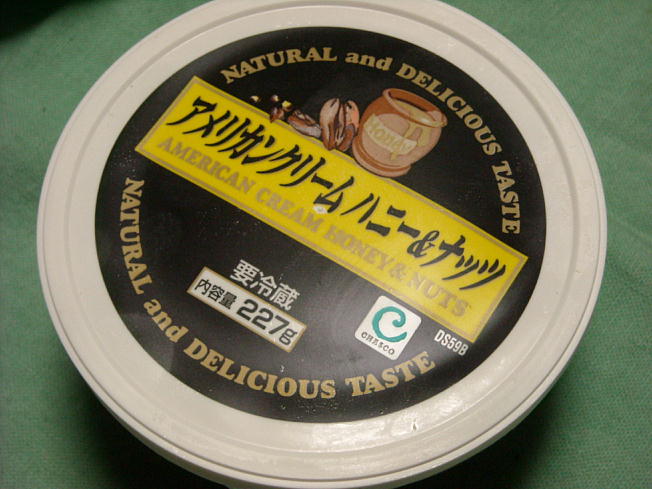 NATURAL and DELICIOUS TASTE
Honey
アメリカンクリーム ハニー&ナッツ
AMERICAN CREAM HONEY & NUTS
要冷蔵
内容量 227g
CHESCO
DS59B
NATURAL and DELICIOUS TASTE